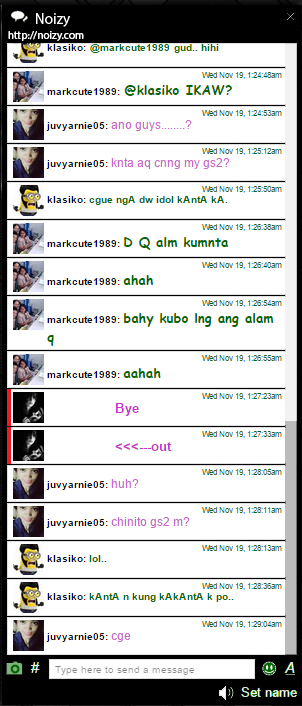 Noizy
http://noizy.com
klasiko: @markcute1989 gud.. hihi
Wed Nov 19, 1:24:48am
markcute1989: @klasiko IKAW?
Wed Nov 19, 1:24:53am
juvyarnie05: ano guys........?
Wed Nov 19, 1:25:12am
juvyarnie05: knta aq cnng my gs2?
Wed Nov 19, 1:25:50am
klasiko: cgue ngA dw idol kAntA kA.
Wed Nov 19, 1:26:38am
markcute1989: D Q alm kumnta
Wed Nov 19, 1:26:40am
markcute1989: ahah
Wed Nov 19, 1:26:54am
markcute1989: bahy kubo lng ang alam
q
Wed Nov 19, 1:26:55am
markcute1989: aahah
Wed Nov 19, 1:27:23am
Bye
Wed Nov 19, 1:27:33am
<<<---out
Wed Nov 19, 1:28:05am
juvyarnie05: huh?
Wed Nov 19, 1:28:11am
juvyarnie05: chinito gs2 m?
Wed Nov 19, 1:28:13am
klasiko: lol..
Wed Nov 19, 1:28:36am
klasiko: kAntA n kung kAkAntA k po..
Wed Nov 19, 1:29:04am
juvyarnie05: cge
# Type here to send a message A
Set name